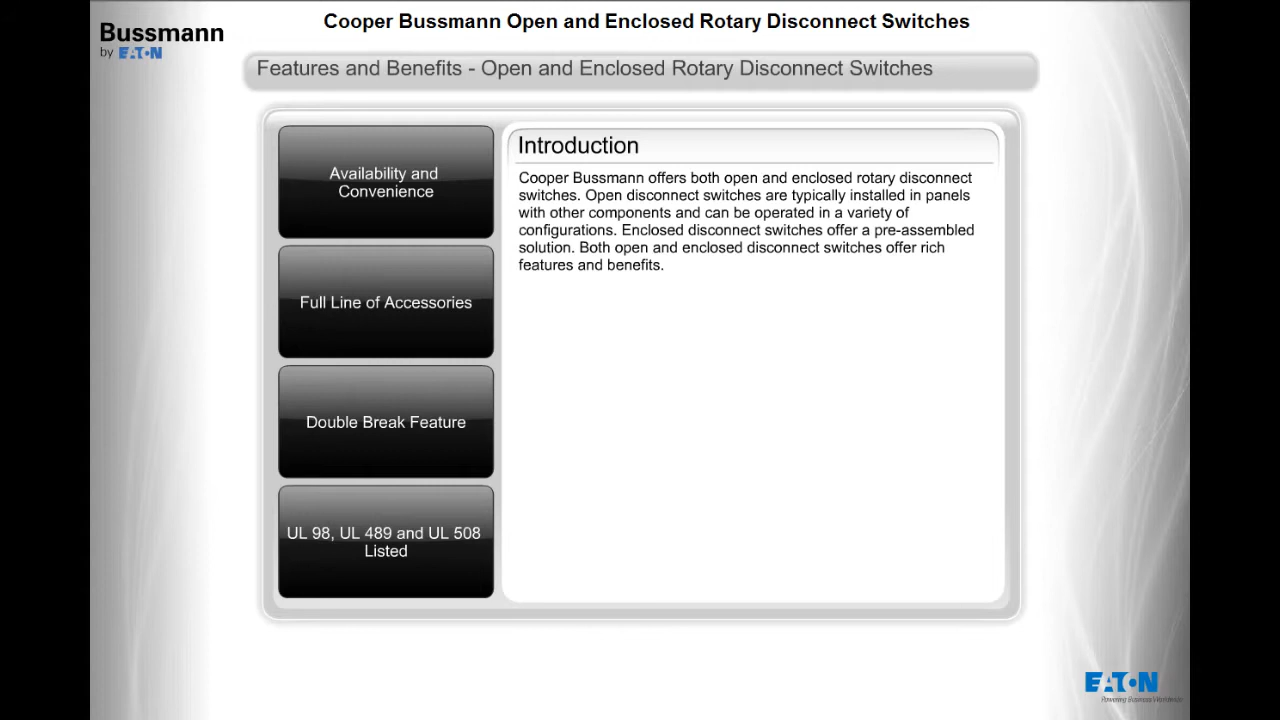 Cooper Bussmann Open and Enclosed Rotary Disconnect Switches
Bussmann
by EATON
Features and Benefits - Open and Enclosed Rotary Disconnect Switches
Availability and
Convenience
Full Line of Accessories
Double Break Feature
UL 98, UL 489 and UL 508
Listed
Introduction
Cooper Bussmann offers both open and enclosed rotary disconnect
switches. Open disconnect switches are typically installed in panels
with other components and can be operated in a variety of
configurations. Enclosed disconnect switches offer a pre-assembled
solution. Both open and enclosed disconnect switches offer rich
features and benefits.
EATON
Powering Business Worldwide